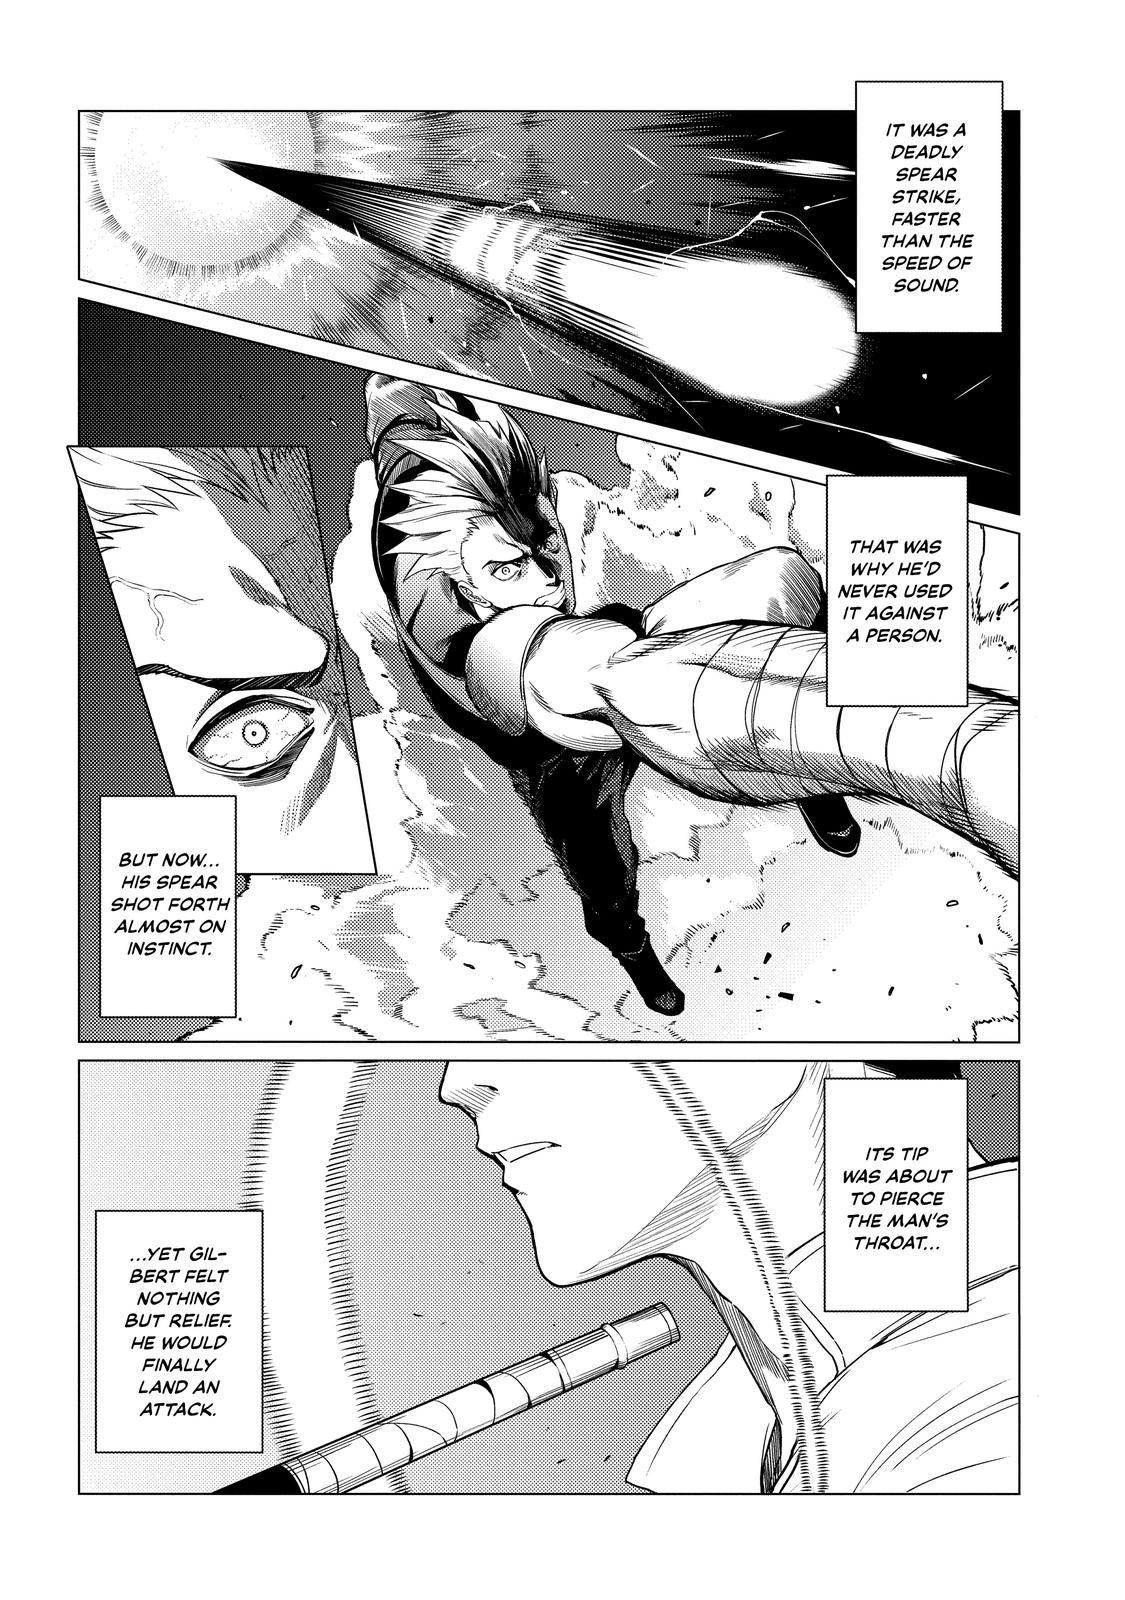 IT WAS A
DEADLY
SPEAR
STRIKE,
FASTER
THAN THE
SPEED OF
SOUND.
THAT WAS
WHY HE'D
NEVER USED
IT AGAINST
A PERSON.
BUT NOW...
HIS SPEAR
SHOT FORTH
ALMOST ON
INSTINCT.
ITS TIP
WAS ABOUT
TO PIERCE
THE MAN'S
THROAT...
...YET GIL-
BERT FELT
NOTHING
BUT RELIEF.
HE WOULD
FINALLY
LAND AN
ATTACK.